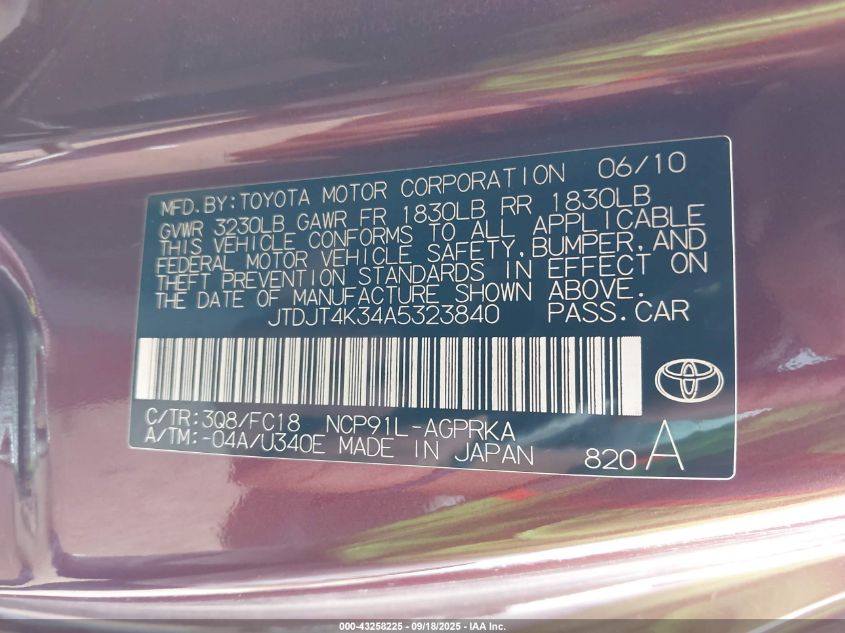 MFD.BY:TOYOTA MOTOR CORPORATION 06/10
GVWR 3230LB GAWR FR 1830LB RR 1830LB
THIS VEHICLE CONFORMS TO ALL APPLICABLE
FEDERAL MOTOR VEHICLE SAFETY, BUMPER, AND
THEFT PREVENTION STANDARDS IN EFFECT ON
THE DATE OF MANUFACTURE SHOWN ABOVE.
JTDJT4K34A5323840 PASS.CAR
C/TR:3Q8/FC18 NCP91L-AGPRKA
A/TM:-04A/U340E MADE IN JAPAN 820 A
000-43258225 - 09/18/2025 - IAA Inc.